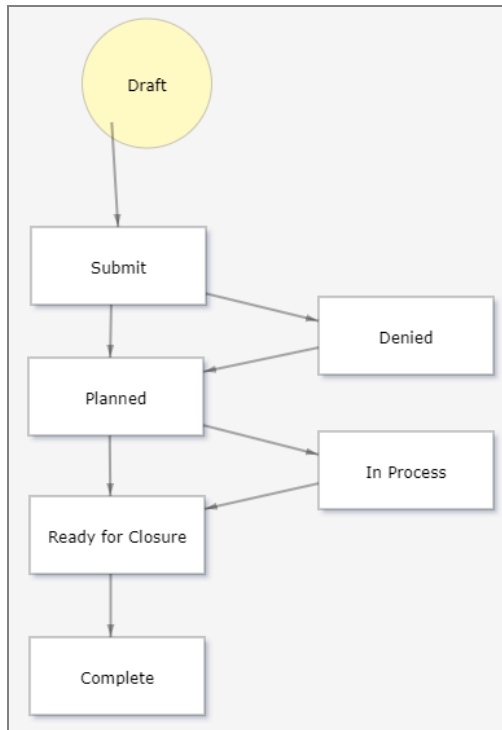 Draft
Submit
Denied
Planned
In Process
Ready for Closure
Complete